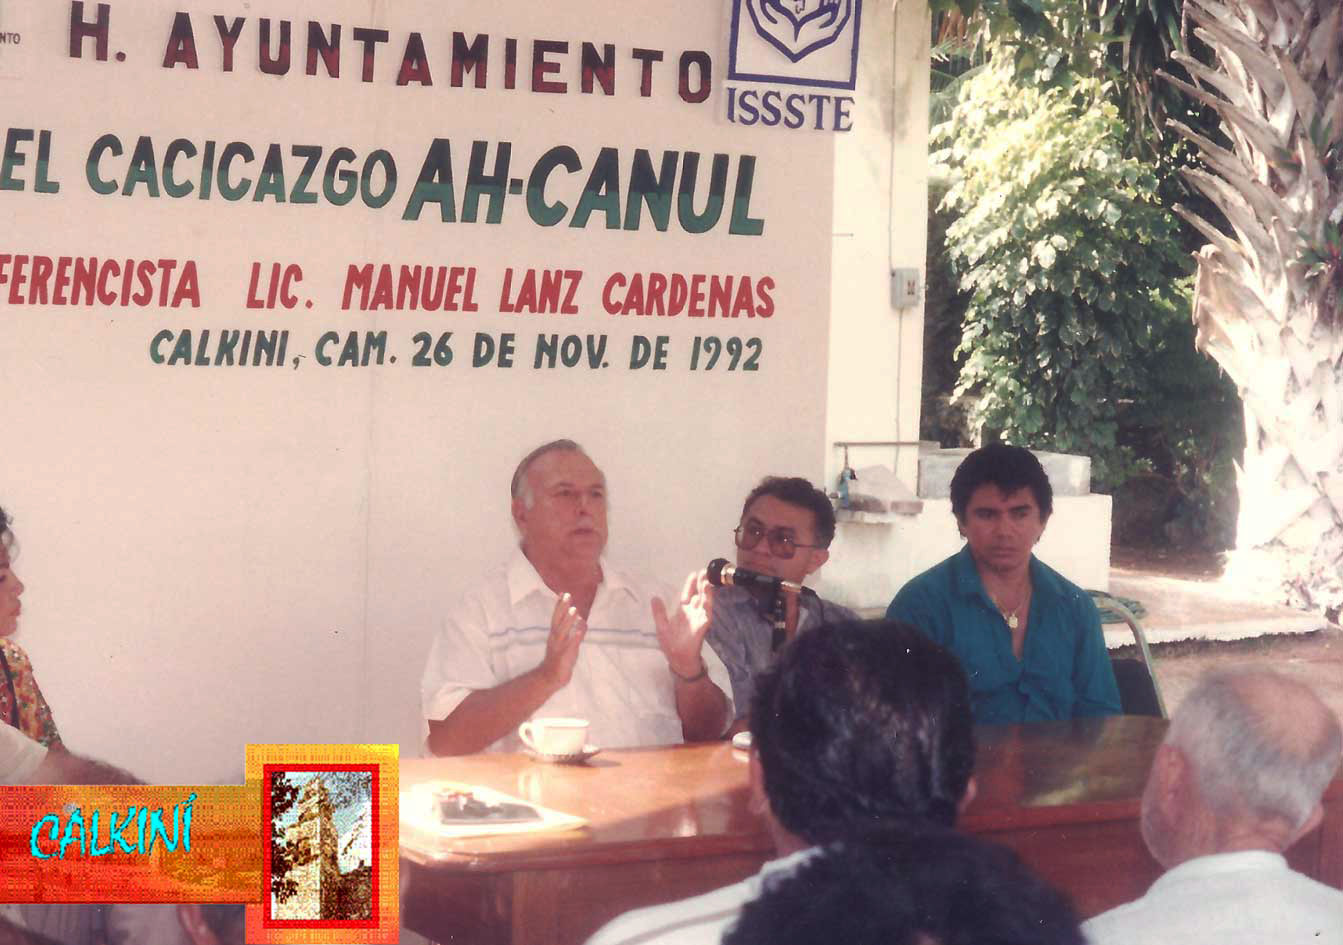 NTO
H. AYUNTAMIENTO
ISSSTE
EL CACICAZGO AH-CANUL
FERENCISTA LIC. MANUEL LANZ CARDENAS
CALKINI, CAM. 26 DE NOV. DE 1992
CALKINÍ